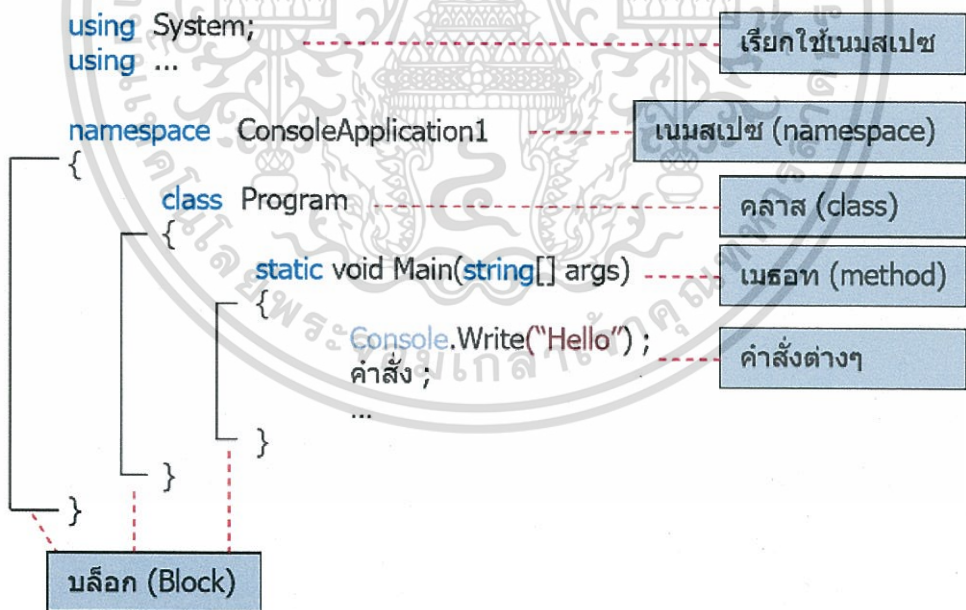 using System;
เรียกใช้เนมสเปซ
using ...
namespace ConsoleApplication1
เนมสเปซ (namespace)
{
class Program
คลาส (class)
{
static void Main(string[] args)
เมธอท (method)
{
Console.Write("Hello") ;
คำสั่ง ;
คำสั่งต่างๆ
...
}
}
}
บล็อก (Block)